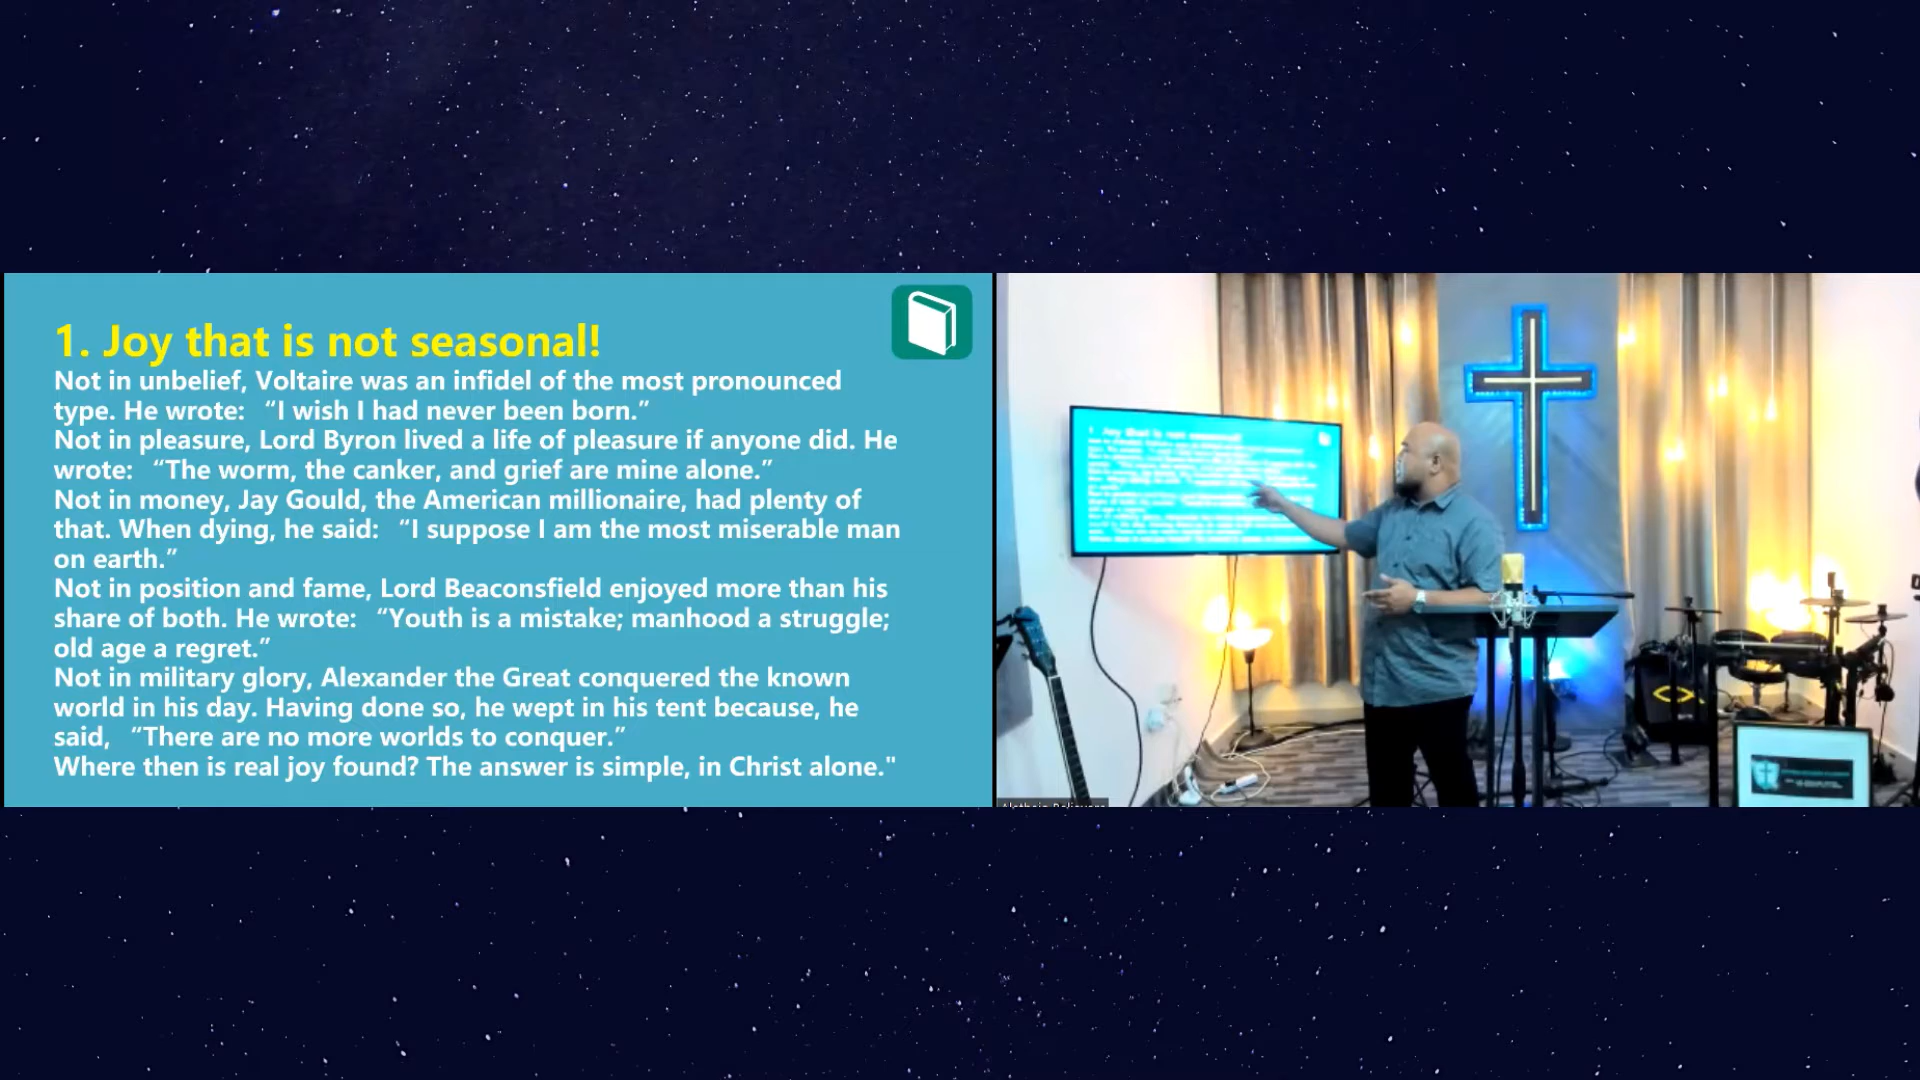 1. Joy that is not seasonal!
Not in unbelief, Voltaire was an infidel of the most pronounced
type. He wrote: “I wish I had never been born.”
Not in pleasure, Lord Byron lived a life of pleasure if anyone did. He
wrote: “The worm, the canker, and grief are mine alone.”
Not in money, Jay Gould, the American millionaire, had plenty of
that. When dying, he said: “I suppose I am the most miserable man
on earth.”
Not in position and fame, Lord Beaconsfield enjoyed more than his
share of both. He wrote: “Youth is a mistake; manhood a struggle;
old age a regret.”
Not in military glory, Alexander the Great conquered the known
world in his day. Having done so, he wept in his tent because, he
said, “There are no more worlds to conquer.”
Where then is real joy found? The answer is simple, in Christ alone."
1. Joy that is not seasonal!